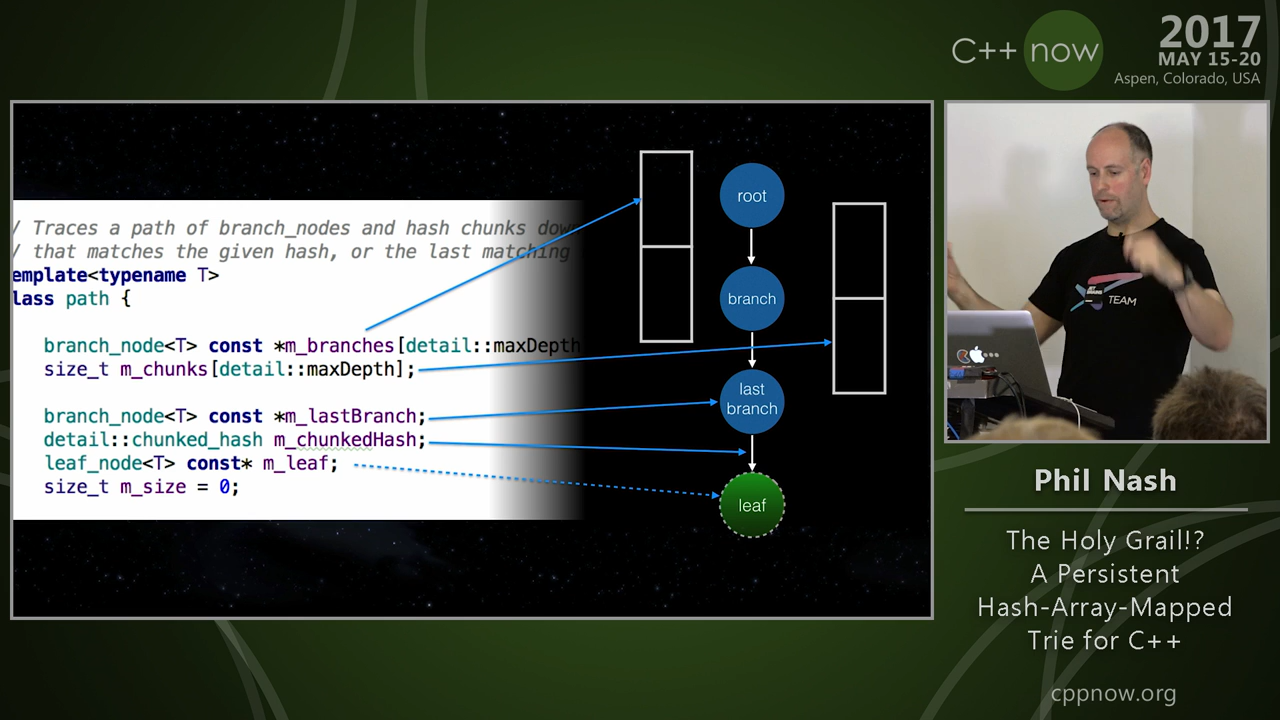 C++ now
2017
MAY 15-20
Aspen, Colorado, USA
/ Traces a path of branch_nodes and hash chunks dow
/ that matches the given hash, or the last matching
emplate<typename T>
lass path {
branch_node<T> const *m_branches[detail::maxDepth
size_t m_chunks[detail::maxDepth];
branch_node<T> const *m_lastBranch;
detail::chunked_hash m_chunkedHash;
leaf_node<T> const* m_leaf;
size_t m_size = 0;
root
branch
last
branch
leaf
JET
BRAINS
TEAM
Phil Nash
The Holy Grail!?
A Persistent
Hash-Array-Mapped
Trie for C++
cppnow.org